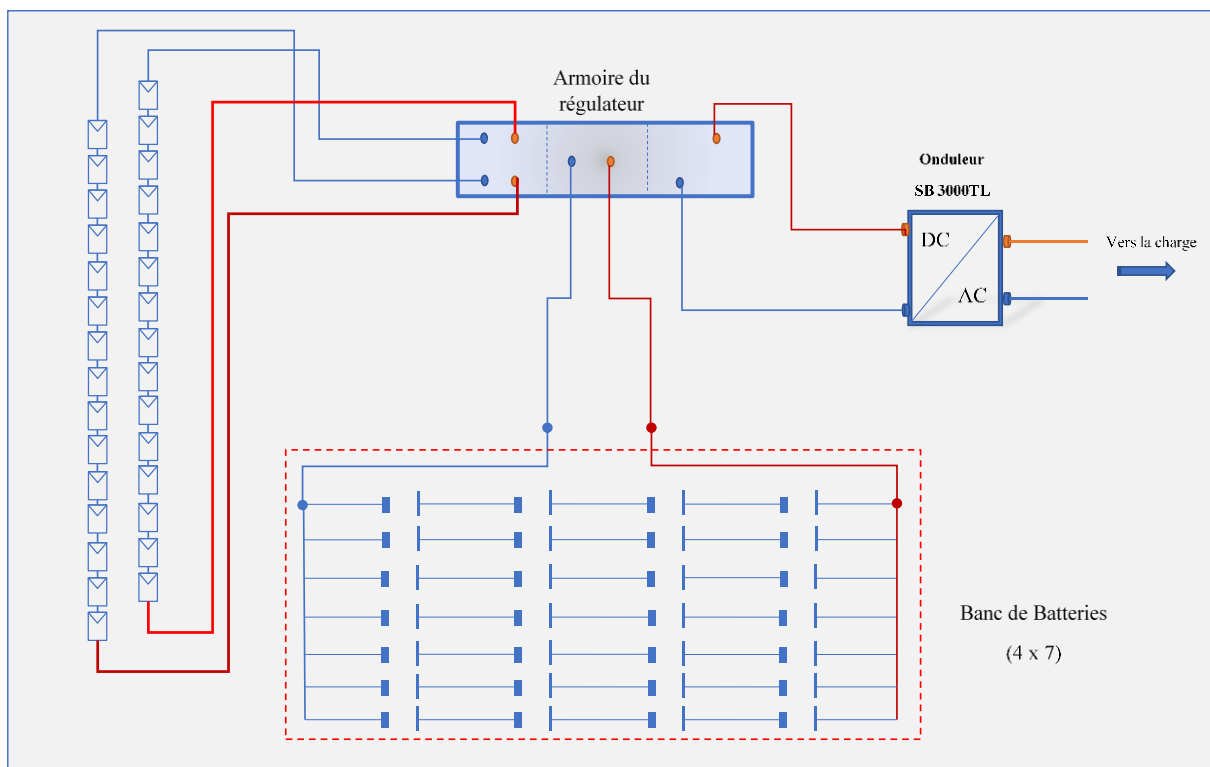 Armoire du
régulateur
Onduleur
SB 3000TL
DC
AC
Vers la charge
Banc de Batteries
(4 x 7)